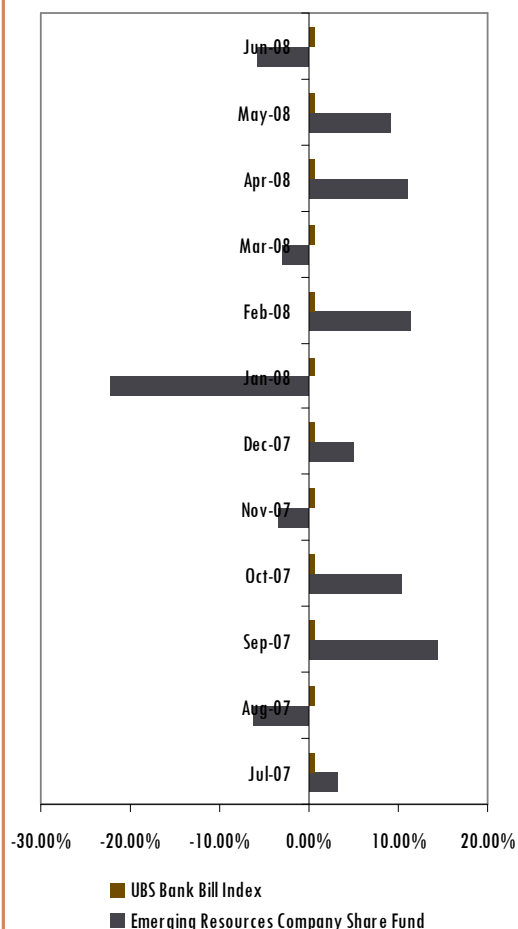 Jun-08
May-08
Apr-08
Mar-08
Feb-08
Jan-08
Dec-07
Nov-07
Oct-07
Sep-07
Aug-07
Jul-07
-30.00% -20.00% -10.00% 0.00% 10.00% 20.00%
UBS Bank Bill Index
Emerging Resources Company Share Fund